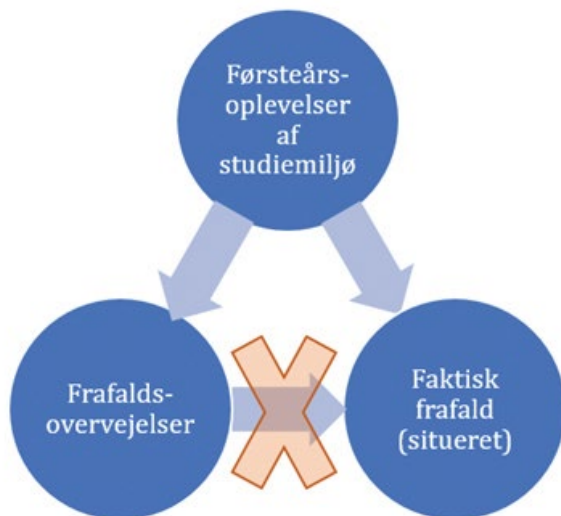 Førsteårs-
oplevelser
af
studiemiljø
Frafalds-
overvejelser
Faktisk
frafald
(situeret)